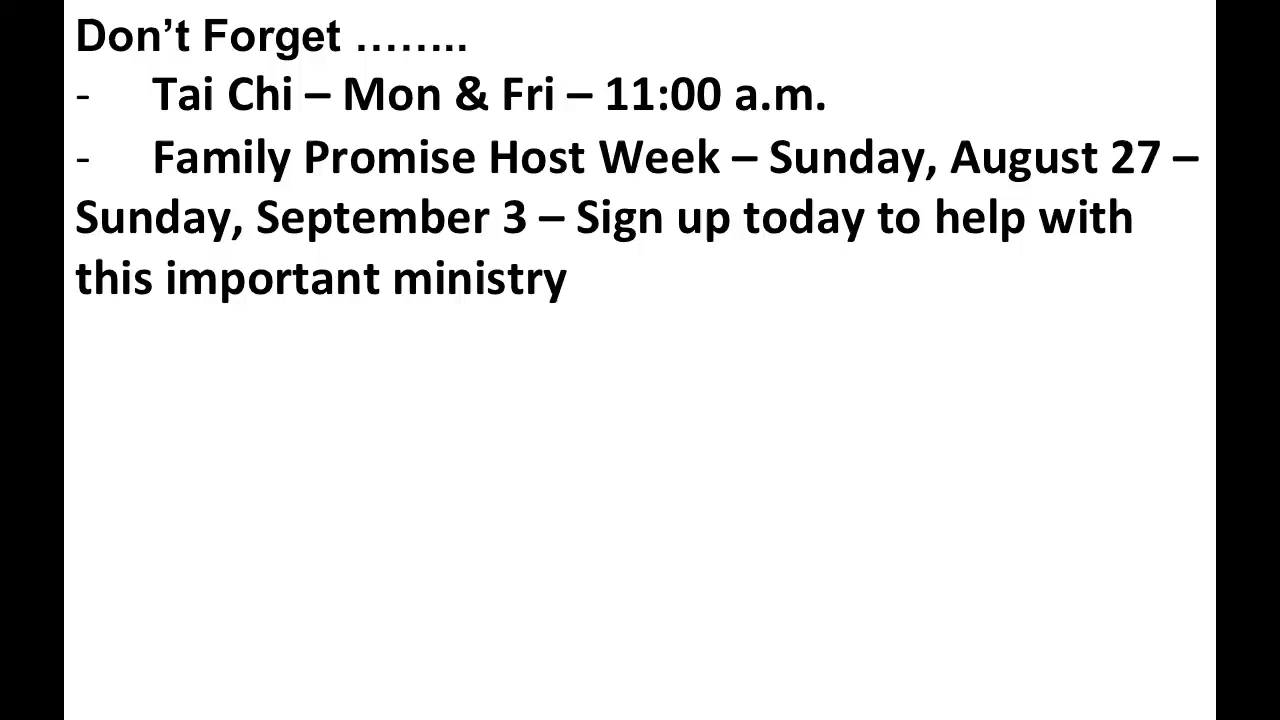 Don’t Forget ……..
- Tai Chi – Mon & Fri – 11:00 a.m.
- Family Promise Host Week – Sunday, August 27 –
Sunday, September 3 – Sign up today to help with
this important ministry